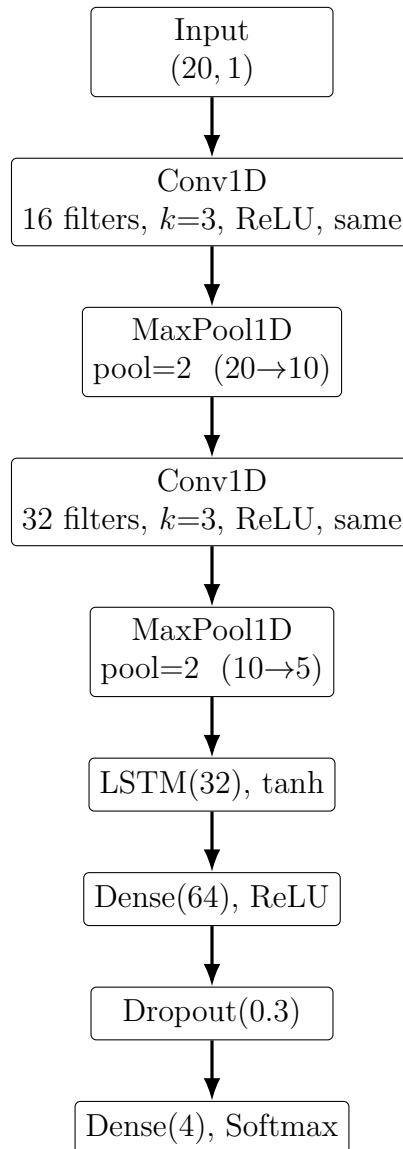 Input
(20, 1)
Conv1D
16 filters, k=3, ReLU, same
MaxPool1D
pool=2 (20→10)
Conv1D
32 filters, k=3, ReLU, same
MaxPool1D
pool=2 (10→5)
LSTM(32), tanh
Dense(64), ReLU
Dropout(0.3)
Dense(4), Softmax